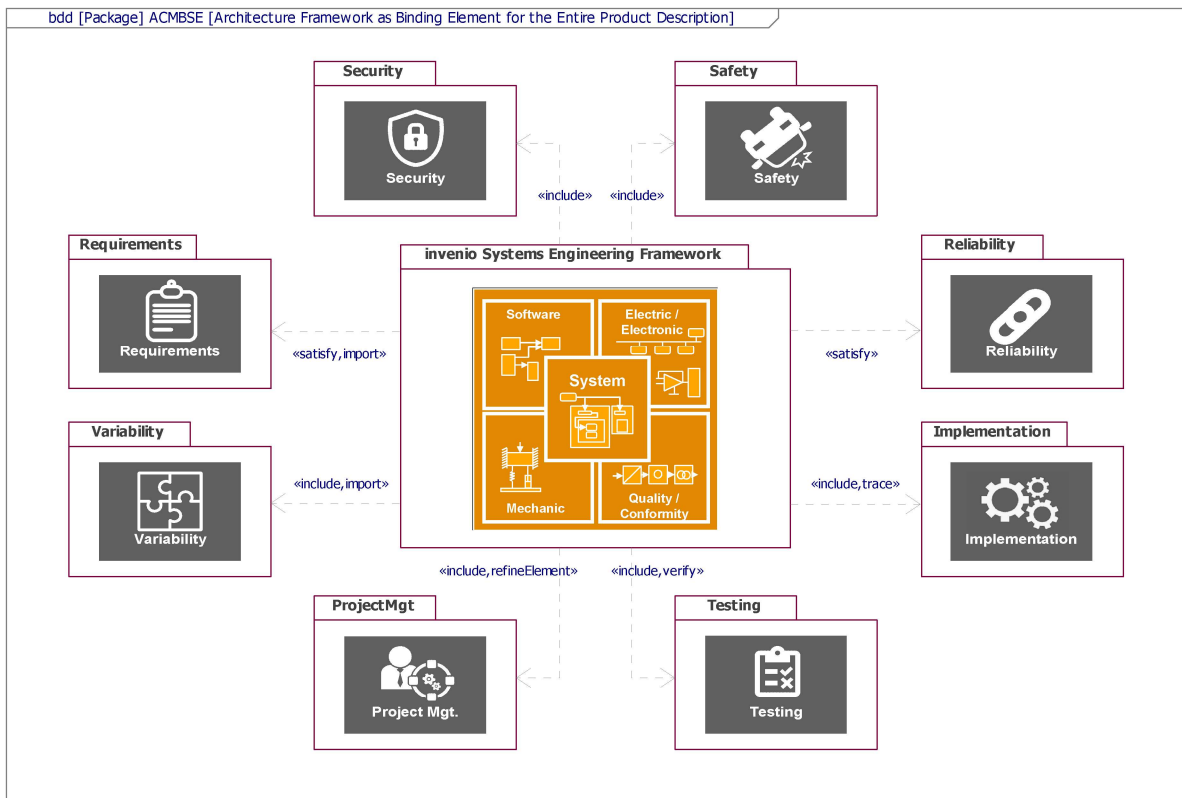 bdd [Package] ACMBSE [Architecture Framework as Binding Element for the Entire Product Description]
Security
Security
Safety
Safety
«include»
«include»
Requirements
Requirements
invenio Systems Engineering Framework
Reliability
Reliability
Software
Electric /
Electronic
System
Mechanic
Quality /
Conformity
«satisfy,import»
«satisfy»
Variability
Variability
Implementation
Implementation
«include,import»
«include,trace»
«include,refineElement»
«include,verify»
ProjectMgt
Project Mgt.
Testing
Testing